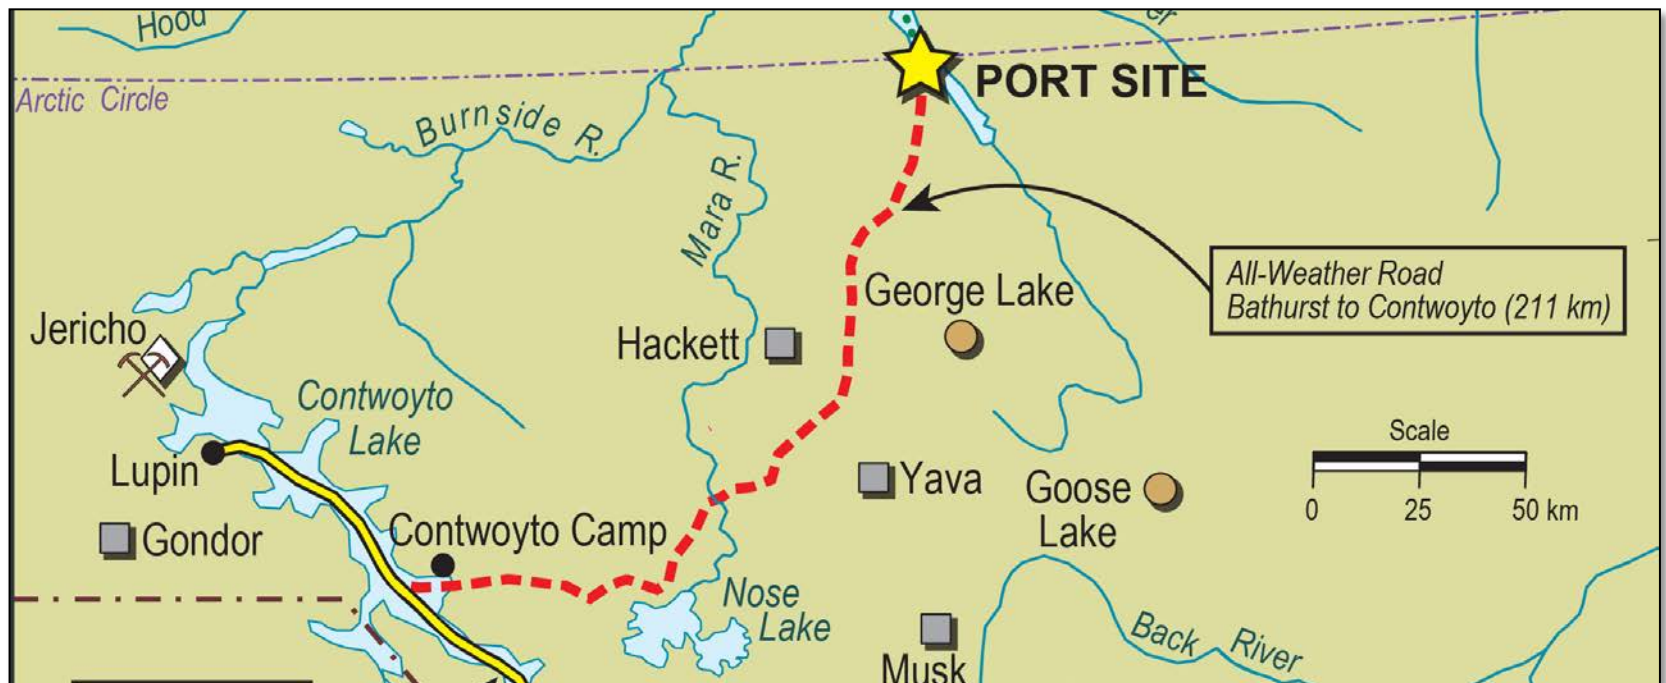 Hood
er
PORT SITE
Arctic Circle
Burnside R.
Mara R.
All-Weather Road
Bathurst to Contwoyto (211 km)
George Lake
Jericho
Hackett
Contwoyto
Lake
Scale
0 25 50 km
Lupin
Yava
Goose
Lake
Gondor
Contwoyto Camp
Nose
Lake
Back River
Musk